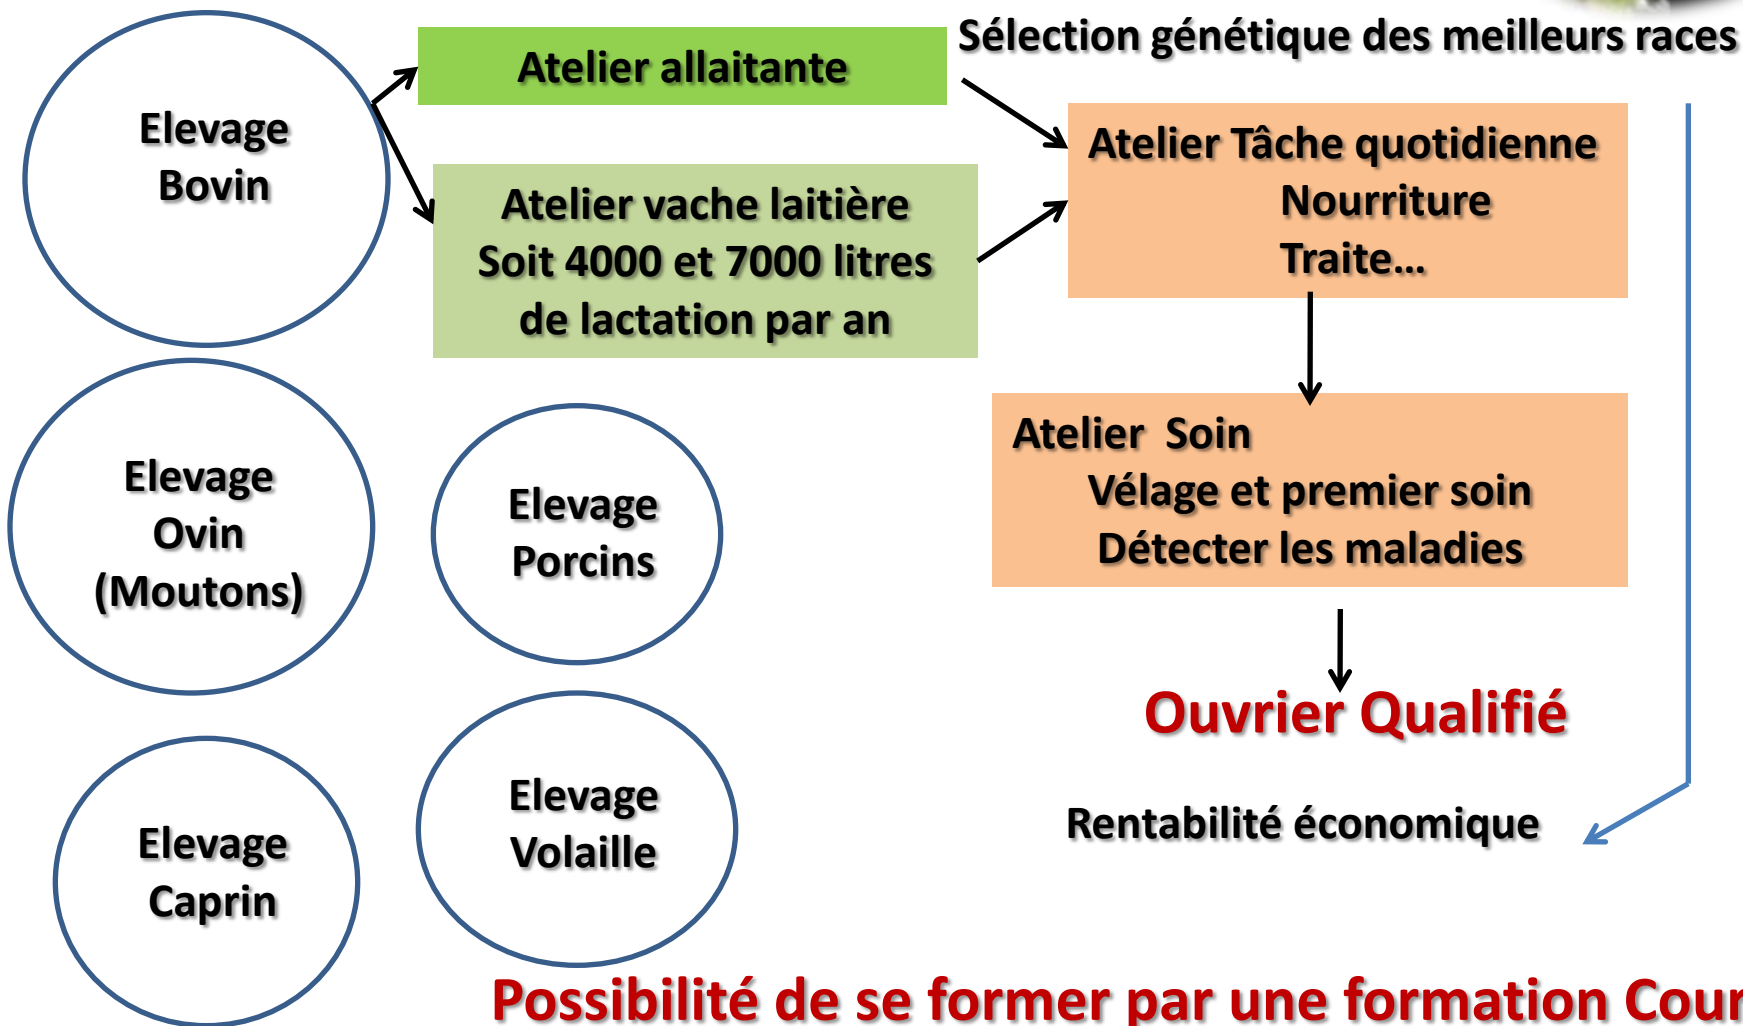 Sélection génétique des meilleurs races
Atelier allaitante
Elevage
Bovin
Atelier vache laitière
Soit 4000 et 7000 litres
de lactation par an
Atelier Tâche quotidienne
Nourriture
Traite...
Atelier Soin
Vélage et premier soin
Détecter les maladies
Elevage
Ovin
(Moutons)
Elevage
Porcins
Ouvrier Qualifié
Rentabilité économique
Elevage
Caprin
Elevage
Volaille
Possibilité de se former par une formation